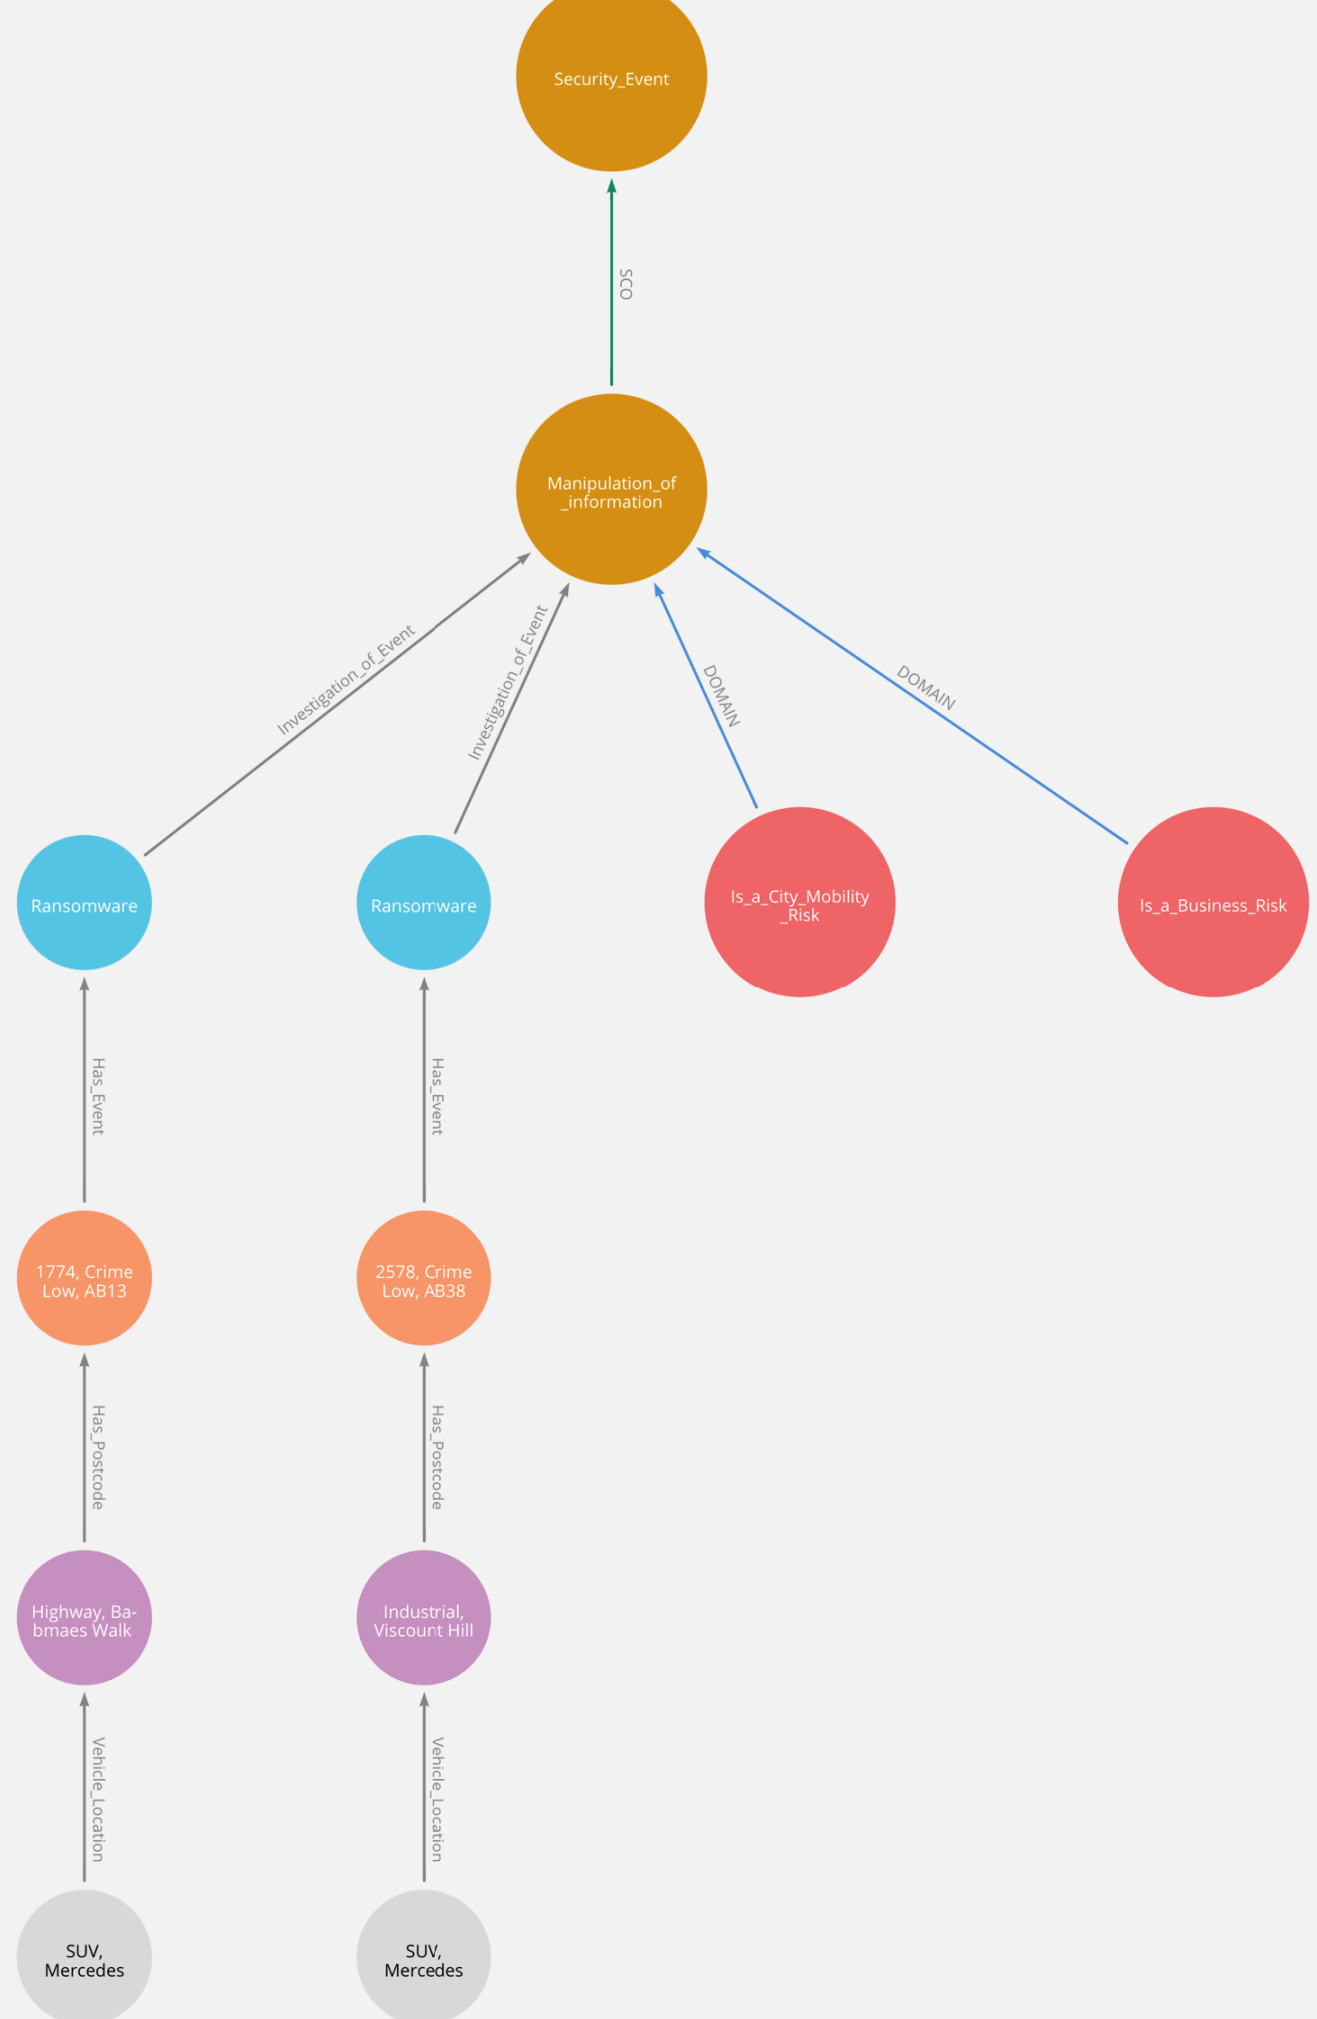 Security_Event
SCO
Manipulation_of
_information
Investigation_of_Event
Investigation_of_Event
DOMAIN
DOMAIN
Ransomware
Ransomware
Is_a_City_Mobility
_Risk
Is_a_Business_Risk
Has_Event
Has_Event
1774, Crime
Low, AB13
2578, Crime
Low, AB38
Has_Postcode
Has_Postcode
Highway, Ba-
bmaes Walk
Industrial,
Viscount Hill
Vehicle_Location
Vehicle_Location
SUV,
Mercedes
SUV,
Mercedes